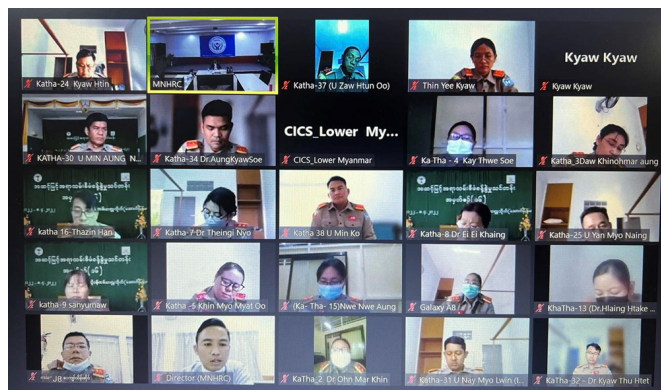 Katha-24 Kyaw Htin
MNHRC
Katha-37 (U Zaw Htun Oo)
Thin Yee Kyaw
Kyaw Kyaw
Kyaw Kyaw
KATHA-30 U MIN AUNG N...
Katha-34 Dr.AungKyawSoe
CICS_Lower My...
CICS_Lower Myanmar
Ka Tha - 4 Kay Thwe Soe
Katha_3Daw Khinohmar aung
katha 16-Thazin Han
Katha-7 Dr Theingi Nyo
Katha 38 U Min Ko
Katha-8 Dr Ei Ei Khaing
Katha-25 U Yan Myo Naing
katha-9 sanyumaw
Katha -5 Khin Myo Myat Oo
(Ka- Tha- 15)Nwe Nwe Aung
Galaxy A8
KhaTha-13 (Dr.Hlaing Htake ...
Director (MNHRC)
KaTha_2 Dr Ohn Mar Khin
Katha-31 U Nay Myo Lwin (I...
KaTha-32 - Dr Kyaw Thu Htet